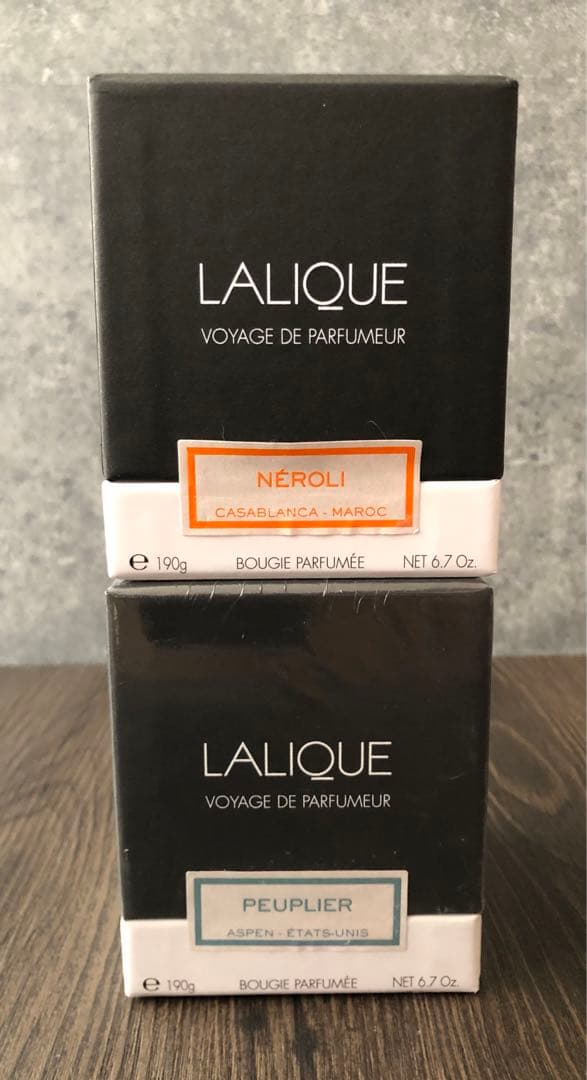 LALIQUE
VOYAGE DE PARFUMEUR
NÉROLI
CASABLANCA - MAROC
℮ 190g BOUGIE PARFUMÉE NET 6.7 Oz.
LALIQUE
VOYAGE DE PARFUMEUR
PEUPLIER
ASPEN - ÉTATS-UNIS
℮ 190g BOUGIE PARFUMÉE NET 6.7 Oz.